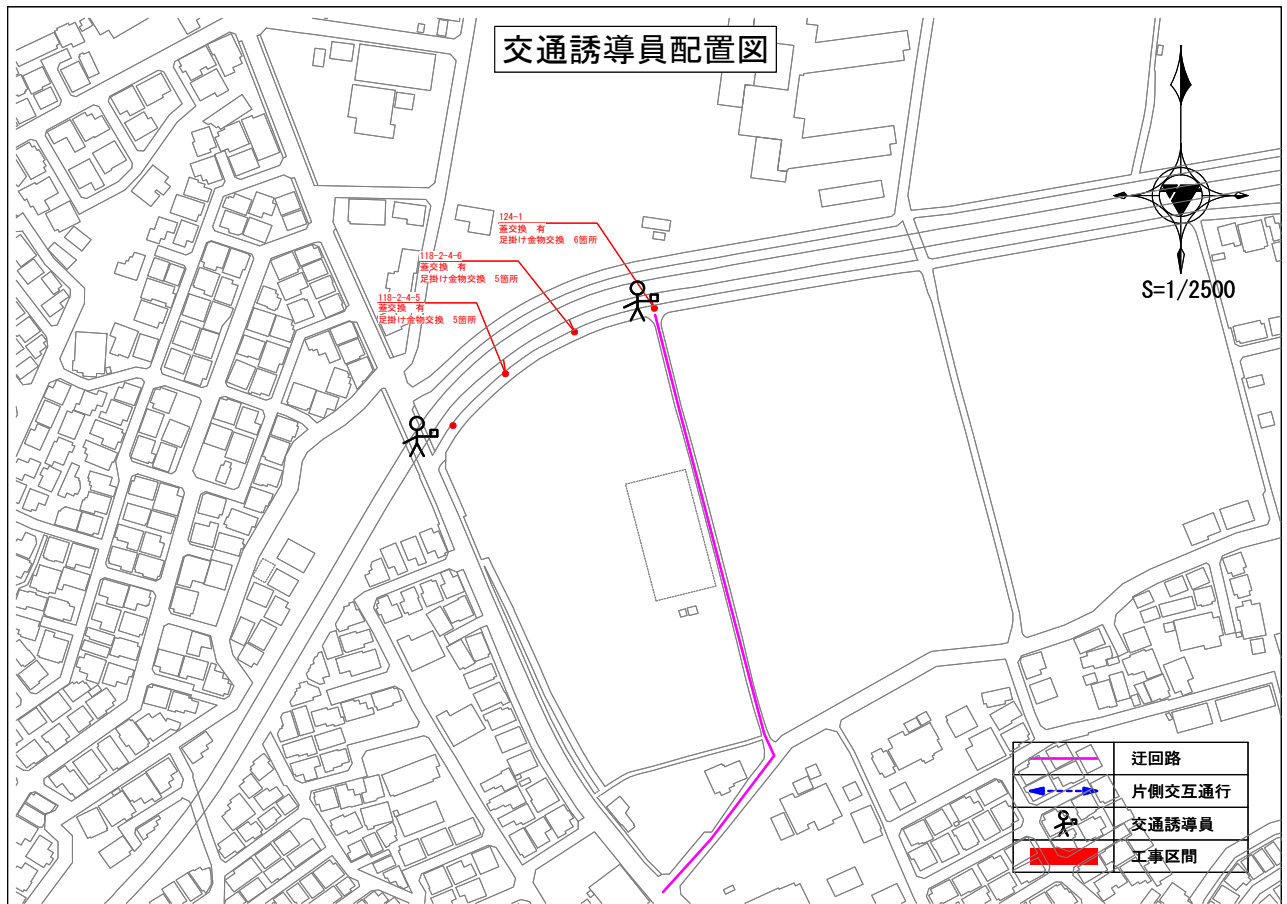 交通誘導員配置図
124-1
蓋交換　有
足掛け金物交換　6箇所
118-2-4-6
蓋交換　有
足掛け金物交換　5箇所
118-2-4-5
蓋交換　有
足掛け金物交換　5箇所
S=1/2500
迂回路
片側交互通行
交通誘導員
工事区間